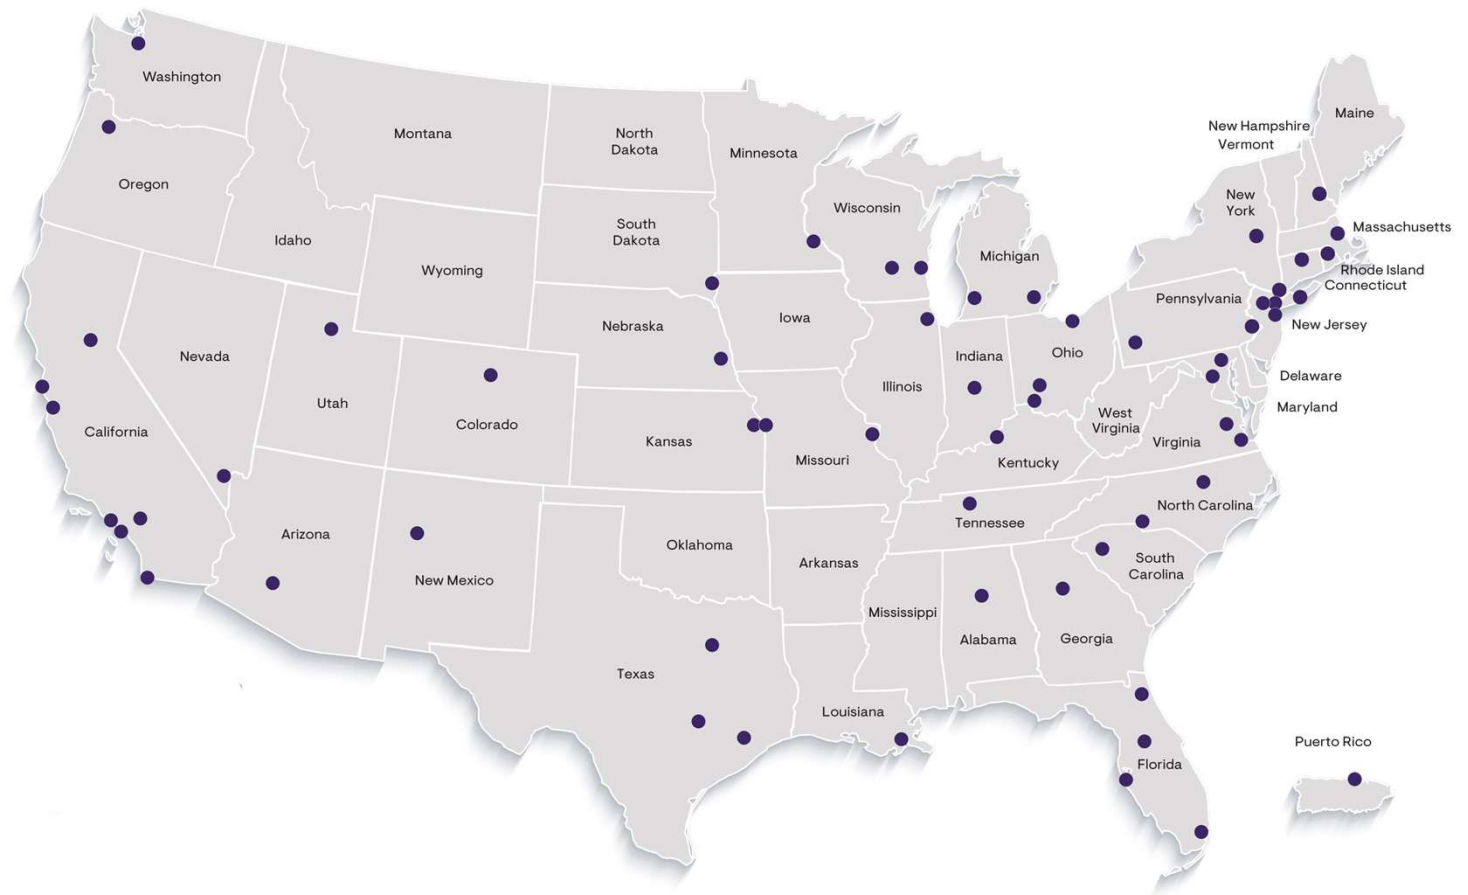 Washington
Montana
North
Dakota
Minnesota
New Hampshire
Vermont
Maine
Oregon
Idaho
Wyoming
South
Dakota
Wisconsin
Michigan
New
York
Massachusetts
Rhode Island
Connecticut
Pennsylvania
New Jersey
Nevada
Utah
Colorado
Nebraska
Iowa
Illinois
Indiana
Ohio
Delaware
Maryland
California
Kansas
Missouri
Kentucky
West
Virginia
Virginia
Arizona
New Mexico
Oklahoma
Arkansas
Tennessee
North Carolina
South
Carolina
Mississippi
Alabama
Georgia
Texas
Louisiana
Florida
Puerto Rico